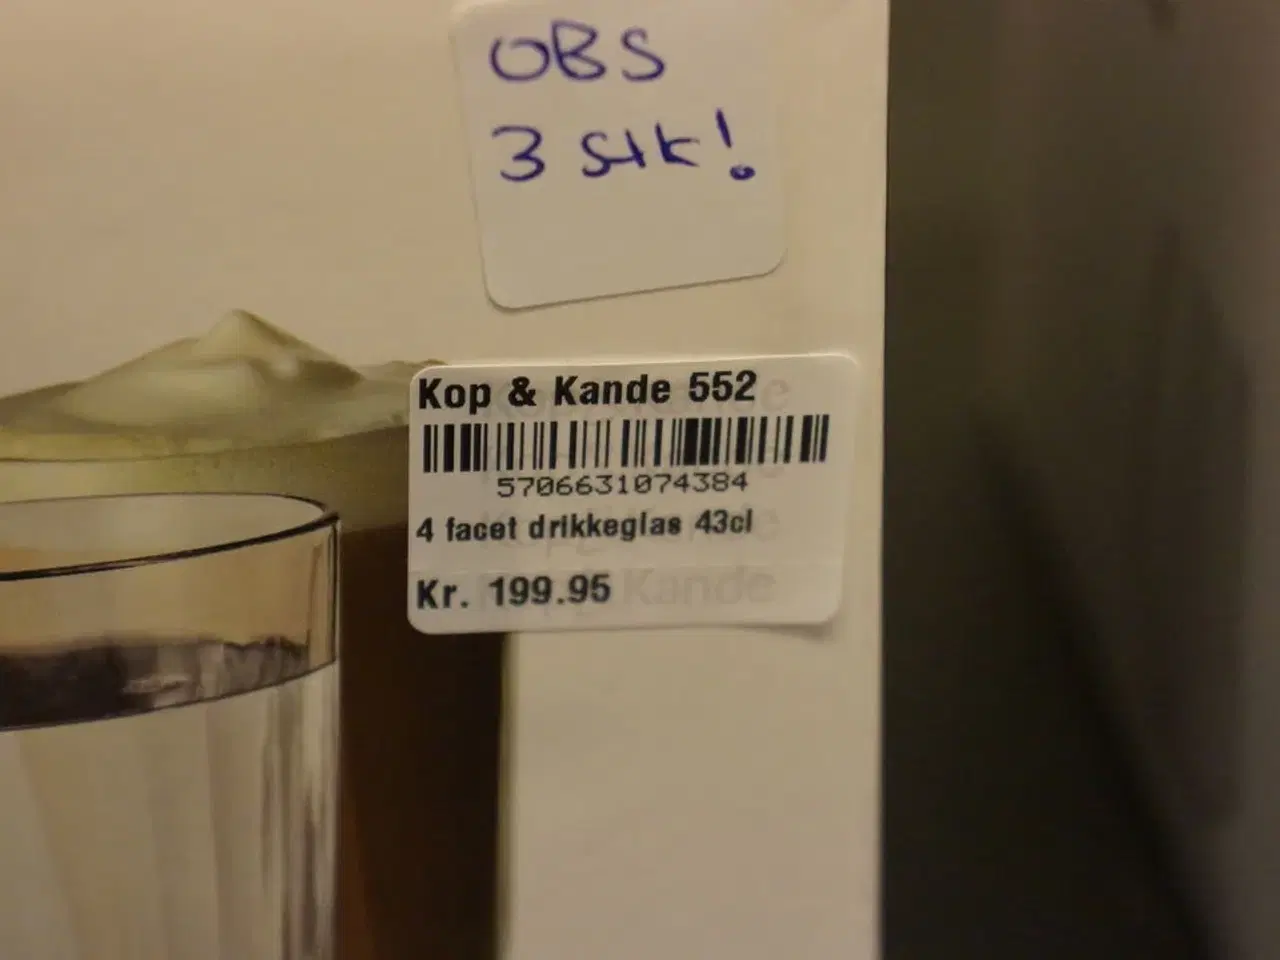 OBS
3 stk!
Kop & Kande 552
5706631074384
4 facet drikkeglas 43cl
Kr. 199.95